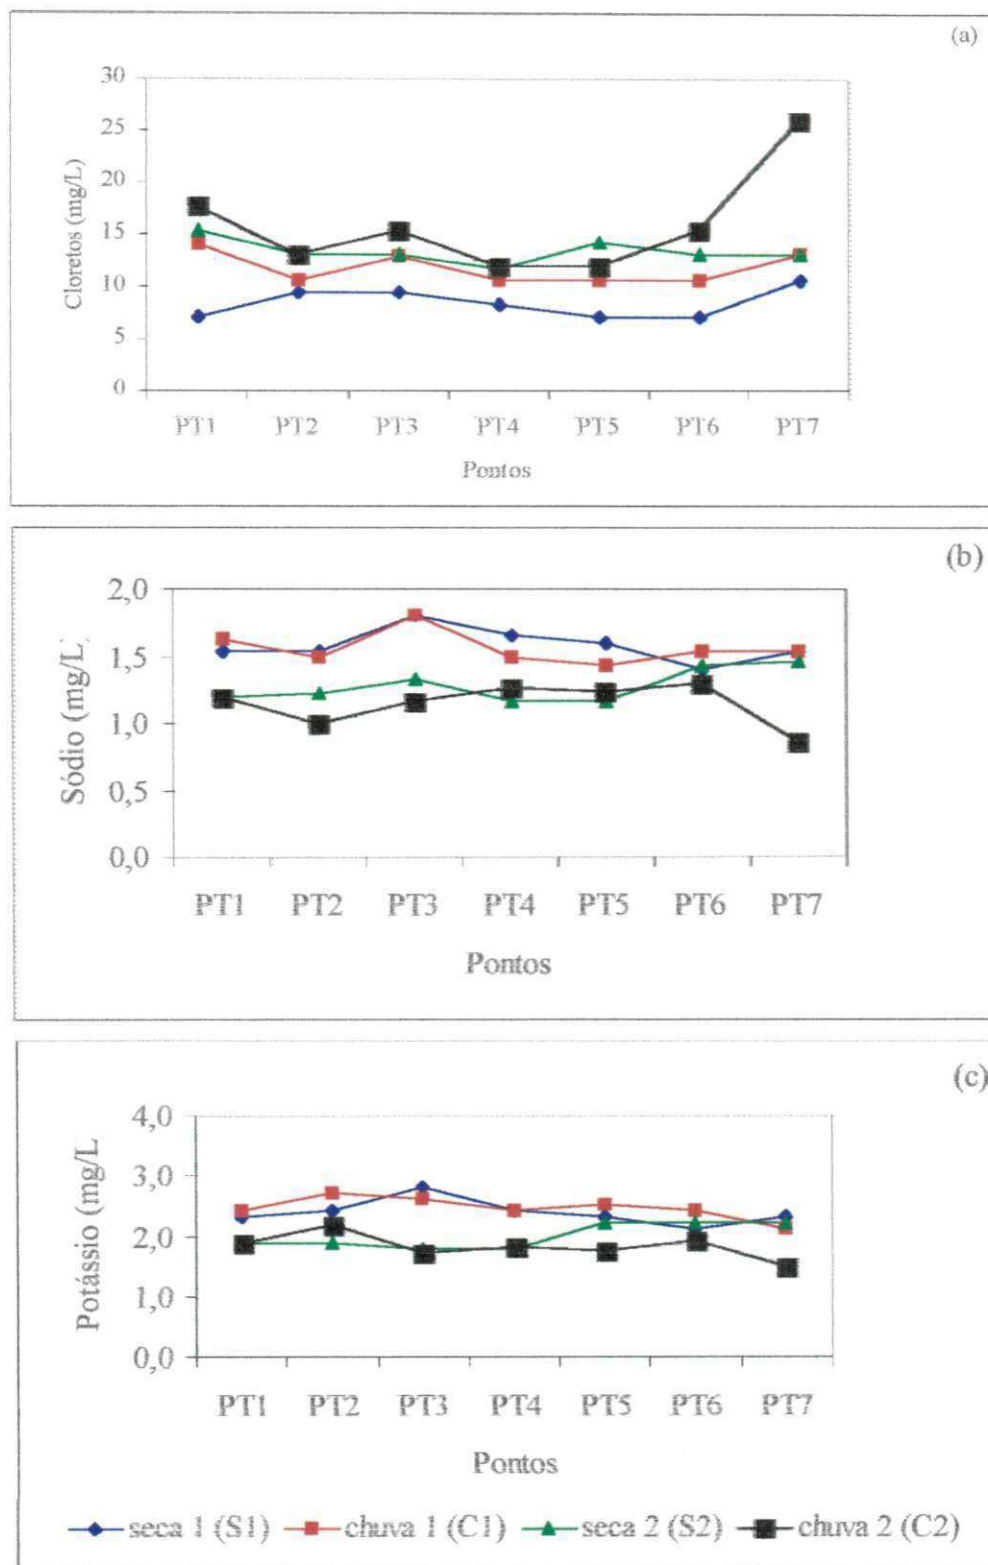 (a)
Cloretos (mg/L)
30
25
20
15
10
5
0
PT1 PT2 PT3 PT4 PT5 PT6 PT7
Pontos
(b)
Sódio (mg/L)
2,0
1,5
1,0
0,5
0,0
PT1 PT2 PT3 PT4 PT5 PT6 PT7
Pontos
(c)
Potássio (mg/L
4,0
3,0
2,0
1,0
0,0
PT1 PT2 PT3 PT4 PT5 PT6 PT7
Pontos
seca 1 (S1) chuva 1 (C1) seca 2 (S2) chuva 2 (C2)